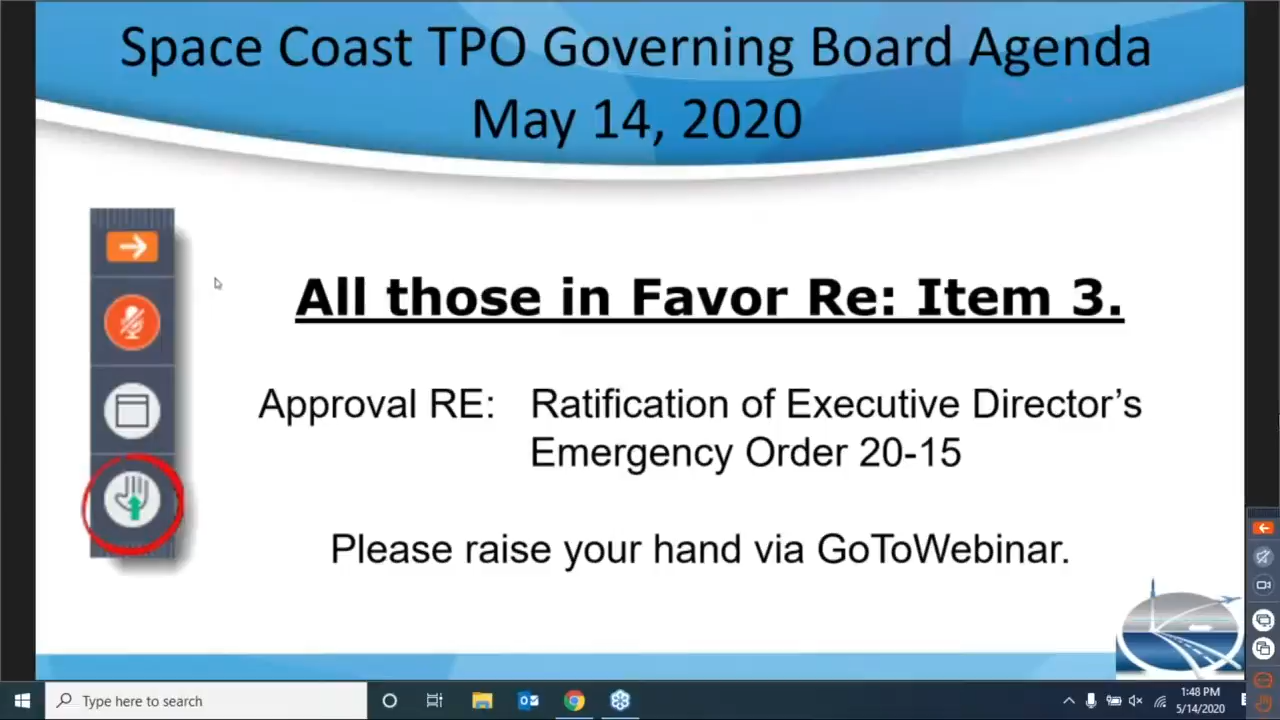 Space Coast TPO Governing Board Agenda
May 14, 2020
All those in Favor Re: Item 3.
Approval RE: Ratification of Executive Director’s
Emergency Order 20-15
Please raise your hand via GoToWebinar.
Type here to search
1:48 PM
5/14/2020